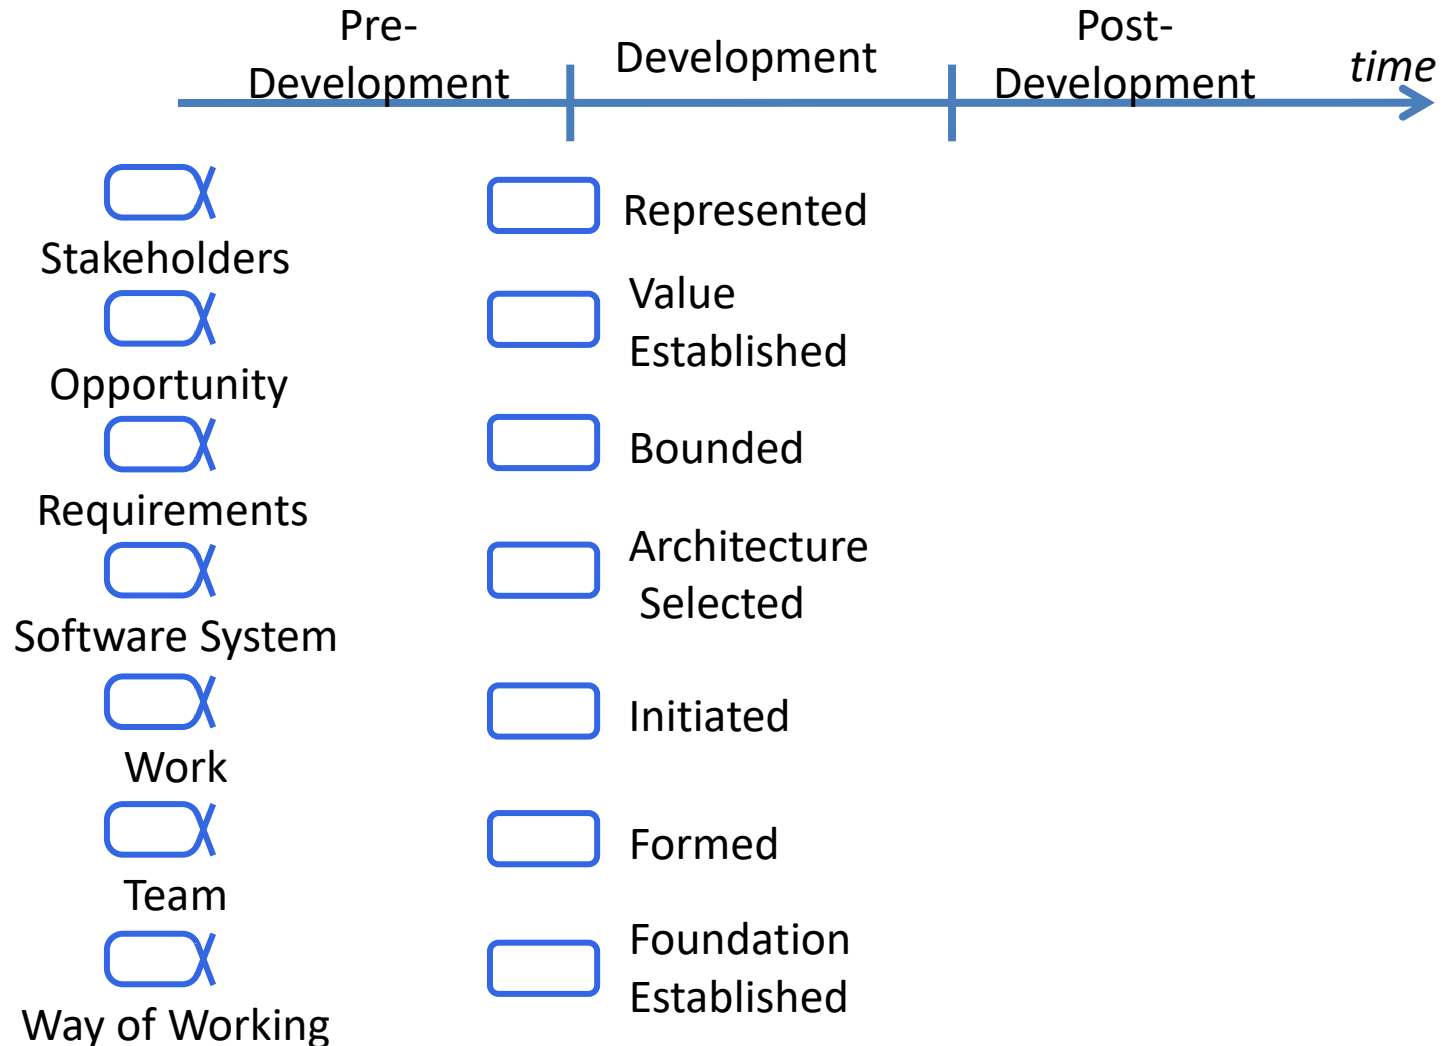 Pre-
Development
Development
Post-
Development
time
Stakeholders
Represented
Opportunity
Value
Established
Requirements
Bounded
Software System
Architecture
Selected
Work
Initiated
Team
Formed
Way of Working
Foundation
Established